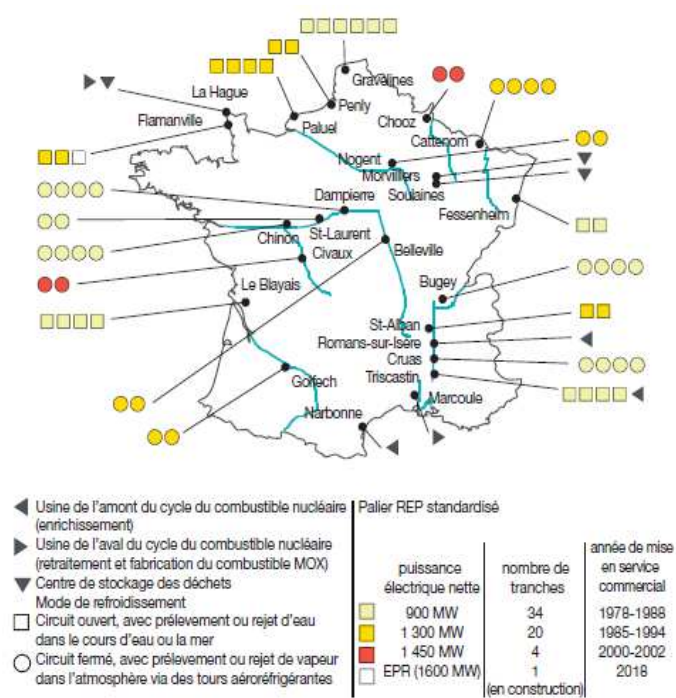 Gravelines
Penly
La Hague
Paluel
Chooz
Flamanville
Cattenom
Nogent
Morvilliers
Soulaines
Dampierre
Fessenheim
St-Laurent
Chinon
Belleville
Civaux
Bugey
Le Blayais
St-Alban
Romans-sur-Isère
Cruas
Golfech
Triscastin
Marcoule
Narbonne
Usine de l'amont du cycle du combustible nucléaire
(enrichissement)
Usine de l'aval du cycle du combustible nucléaire
(retraitement et fabrication du combustible MOX)
Centre de stockage des déchets
Mode de refroidissement
Circuit ouvert, avec prélevement ou rejet d'eau
dans le cours d'eau ou la mer
Circuit fermé, avec prélevement ou rejet de vapeur
dans l'atmosphère via des tours aéroréfrigérantes
Palier REP standardisé
puissance électrique nette | nombre de tranches | année de mise en service commercial
900 MW 34 1978-1988
1 300 MW 20 1985-1994
1 450 MW 4 2000-2002
EPR (1600 MW) 1 2018
(en construction)